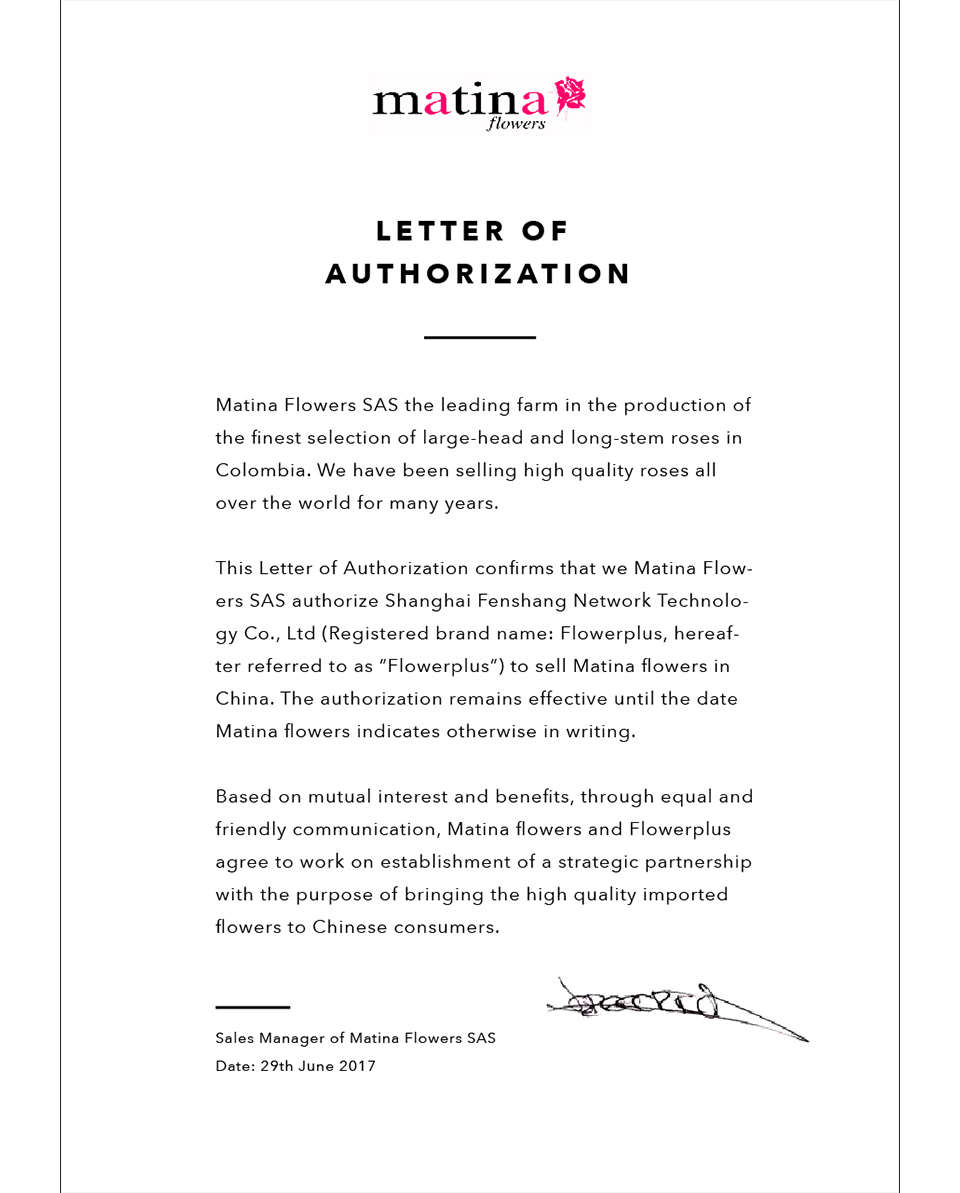 matina
flowers
LETTER OF
AUTHORIZATION
Matina Flowers SAS the leading farm in the production of
the finest selection of large-head and long-stem roses in
Colombia. We have been selling high quality roses all
over the world for many years.
This Letter of Authorization confirms that we Matina Flow-
ers SAS authorize Shanghai Fenshang Network Technolo-
gy Co., Ltd (Registered brand name: Flowerplus, hereaf-
ter referred to as “Flowerplus”) to sell Matina flowers in
China. The authorization remains effective until the date
Matina flowers indicates otherwise in writing.
Based on mutual interest and benefits, through equal and
friendly communication, Matina flowers and Flowerplus
agree to work on establishment of a strategic partnership
with the purpose of bringing the high quality imported
flowers to Chinese consumers.
Sales Manager of Matina Flowers SAS
Date: 29th June 2017